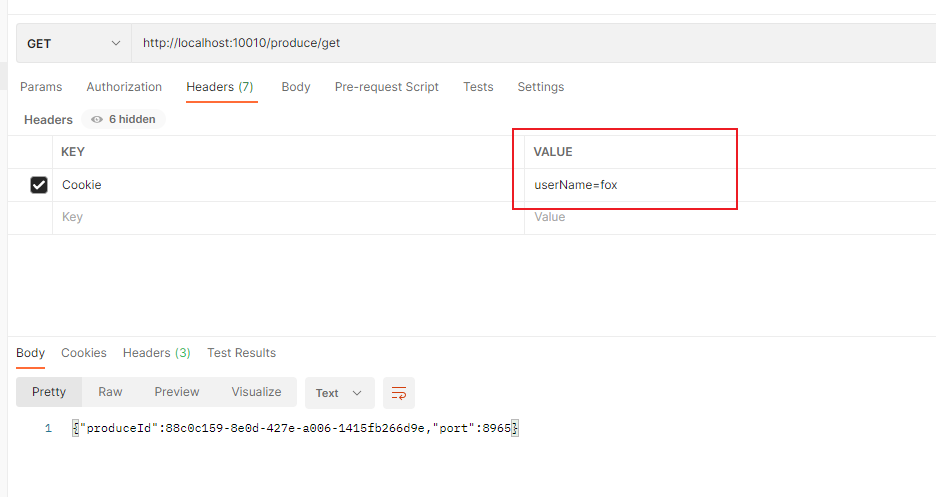 GET http://localhost:10010/produce/get
Params Authorization Headers (7) Body Pre-request Script Tests Settings
Headers 6 hidden
KEY VALUE
Cookie userName=fox
Key Value
Body Cookies Headers (3) Test Results
Pretty Raw Preview Visualize Text
1 {"produceId":88c0c159-8e0d-427e-a006-1415fb266d9e,"port":8965}